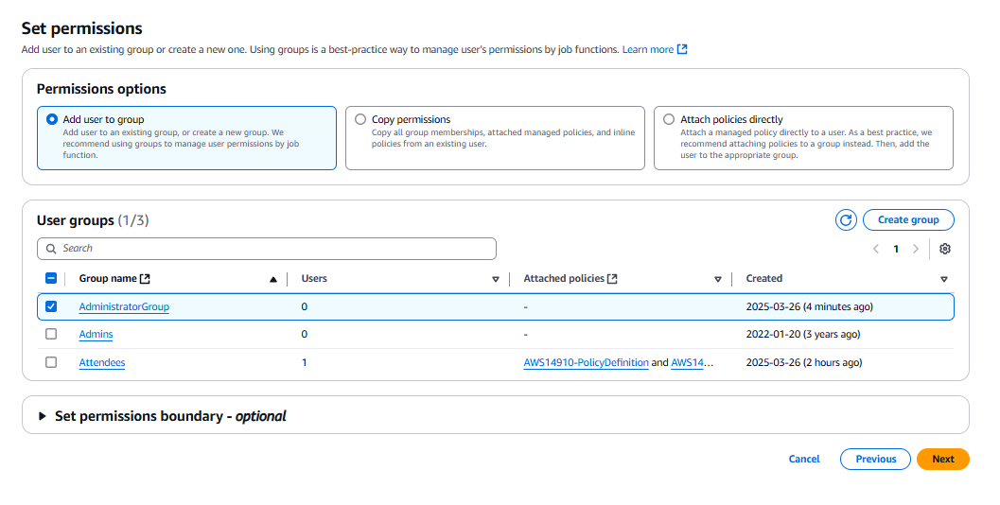 Set permissions
Add user to an existing group or create a new one. Using groups is a best-practice way to manage user's permissions by job functions. Learn more
Permissions options
Add user to group
Add user to an existing group, or create a new group. We
recommend using groups to manage user permissions by job
function.
Copy permissions
Copy all group memberships, attached managed policies, and inline
policies from an existing user.
Attach policies directly
Attach a managed policy directly to a user. As a best practice, we
recommend attaching policies to a group instead. Then, add the
user to the appropriate group.
User groups (1/3)
Create group
Search
1
Group name Users Attached policies Created
AdministratorGroup 0 - 2025-03-26 (4 minutes ago)
Admins 0 - 2022-01-20 (3 years ago)
Attendees 1 AWS14910-PolicyDefinition and AWS14... 2025-03-26 (2 hours ago)
Set permissions boundary - optional
Cancel Previous Next